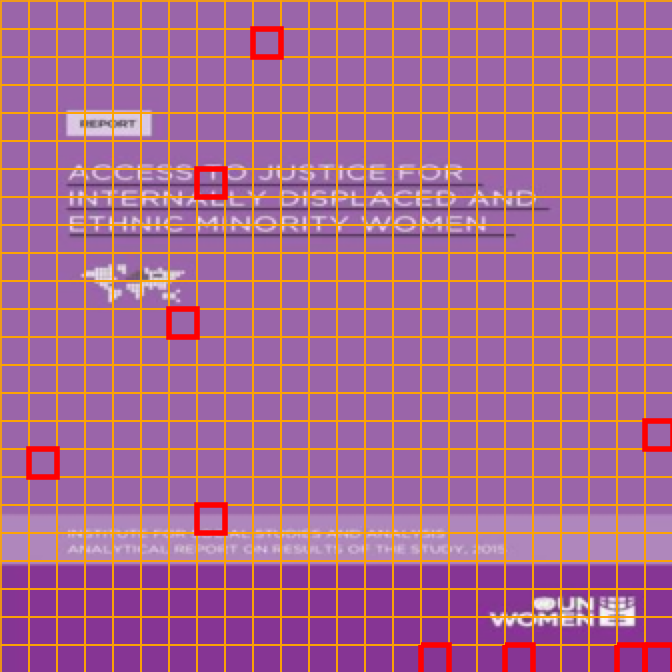 REPORT
ACCESS TO JUSTICE FOR
INTERNALLY DISPLACED AND
ETHNIC MINORITY WOMEN
INSTITUTE FOR SOCIAL STUDIES AND ANALYSIS
ANALYTICAL REPORT ON RESULTS OF THE STUDY, 2015
UN
WOMEN